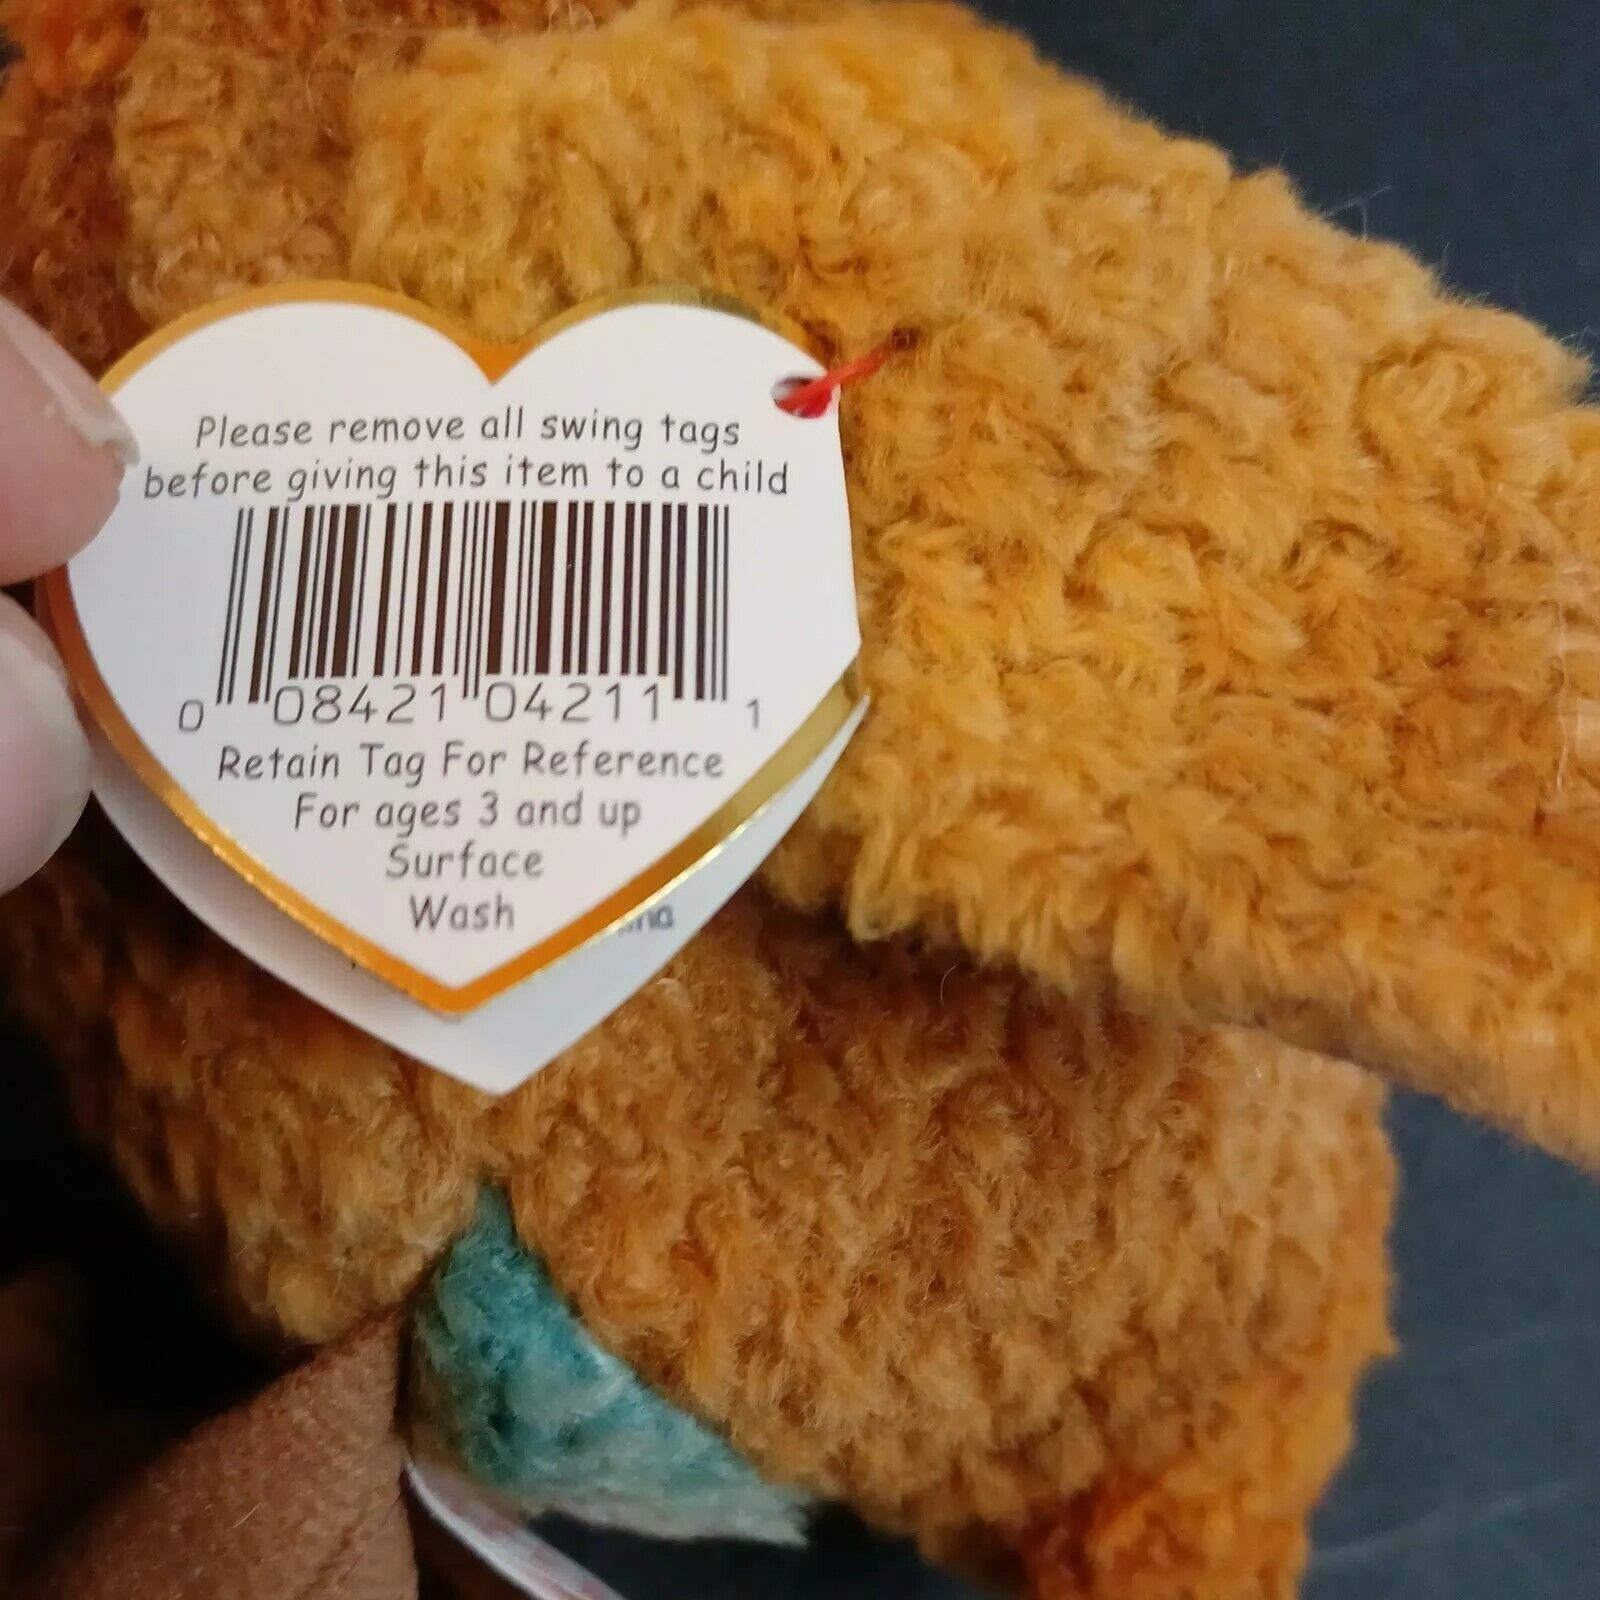 Please remove all swing tags
before giving this item to a child
0 08421 04211 1
Retain Tag For Reference
For ages 3 and up
Surface
Wash